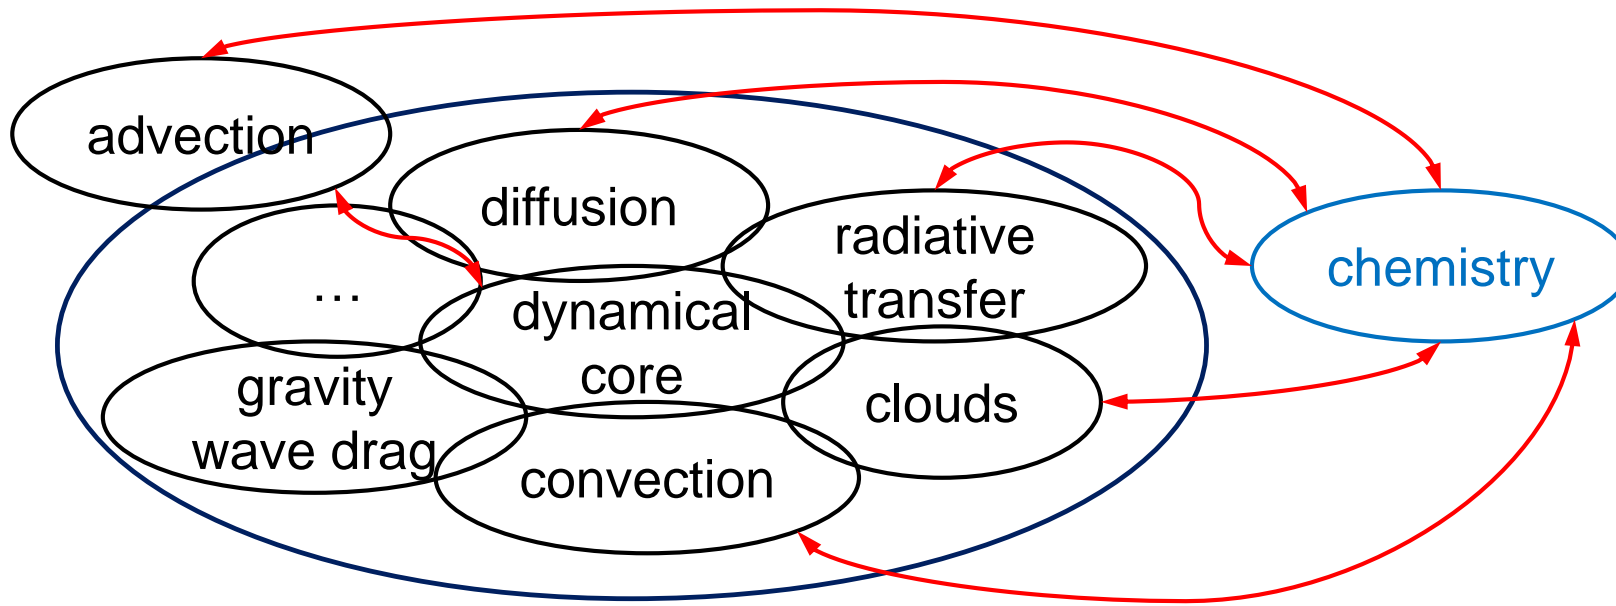 advection
diffusion
radiative
transfer
chemistry
…
dynamical
core
gravity
wave drag
clouds
convection